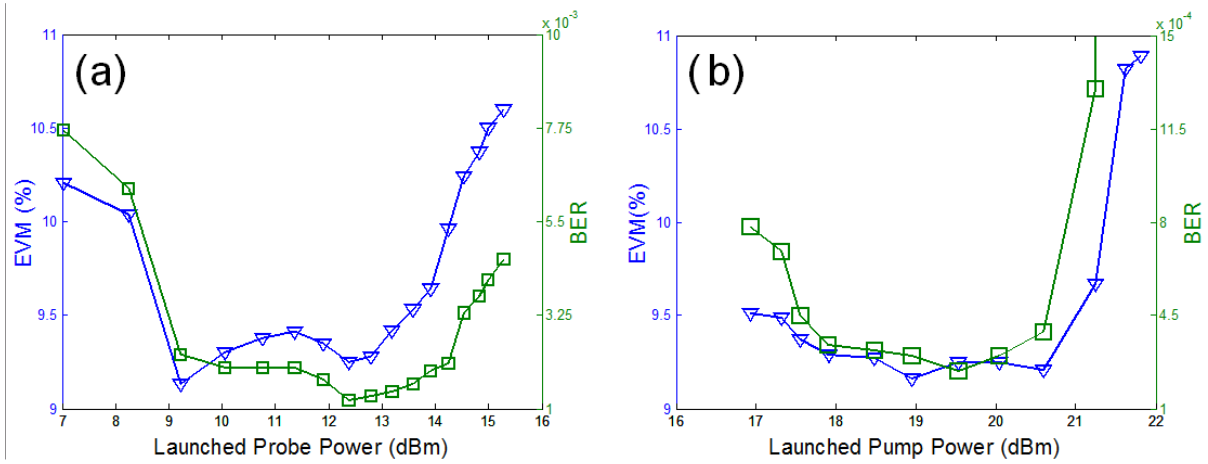 (a)
x 10⁻³
11
10.5
10
9.5
9
EVM (%)
10
7.75
5.5
3.25
1
BER
7 8 9 10 11 12 13 14 15 16
Launched Probe Power (dBm)
(b)
x 10⁻⁴
11
10.5
10
9.5
9
EVM(%)
15
11.5
8
4.5
1
BER
16 17 18 19 20 21 22
Launched Pump Power (dBm)